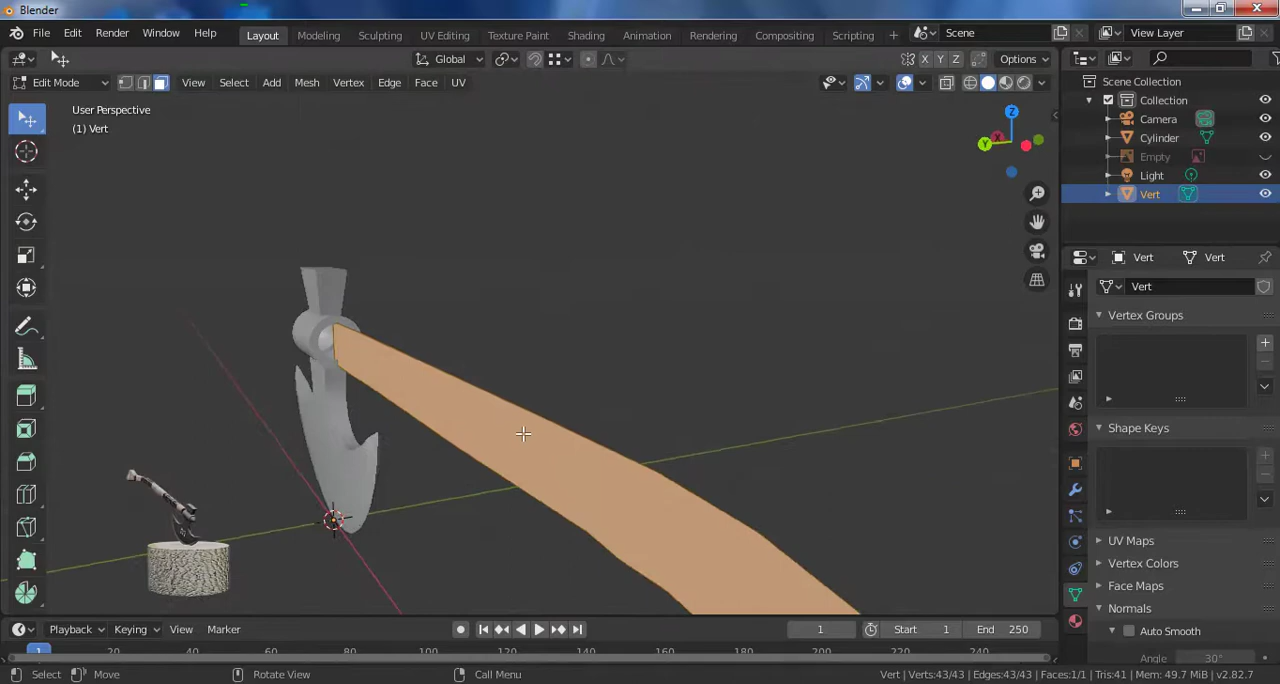 Blender
File Edit Render Window Help
Layout Modeling Sculpting UV Editing Texture Paint Shading Animation Rendering Compositing Scripting +
Scene
View Layer
Global
X Y Z
Options
Edit Mode
View Select Add Mesh Vertex Edge Face UV
User Perspective
(1) Vert
Z
Y
X
Scene Collection
Collection
Camera
Cylinder
Empty
Light
Vert
Vert Vert
Vert
Vertex Groups
Shape Keys
UV Maps
Vertex Colors
Face Maps
Normals
Auto Smooth
Angle 30°
Playback Keying View Marker
1
Start 1 End 250
1 20 40 60 80 100 120 140 160 180 200 220 240
Select Move Rotate View Call Menu
Vert | Verts:43/43 | Edges:43/43 | Faces:1/1 | Tris:41 | Mem: 49.7 MiB | v2.82.7